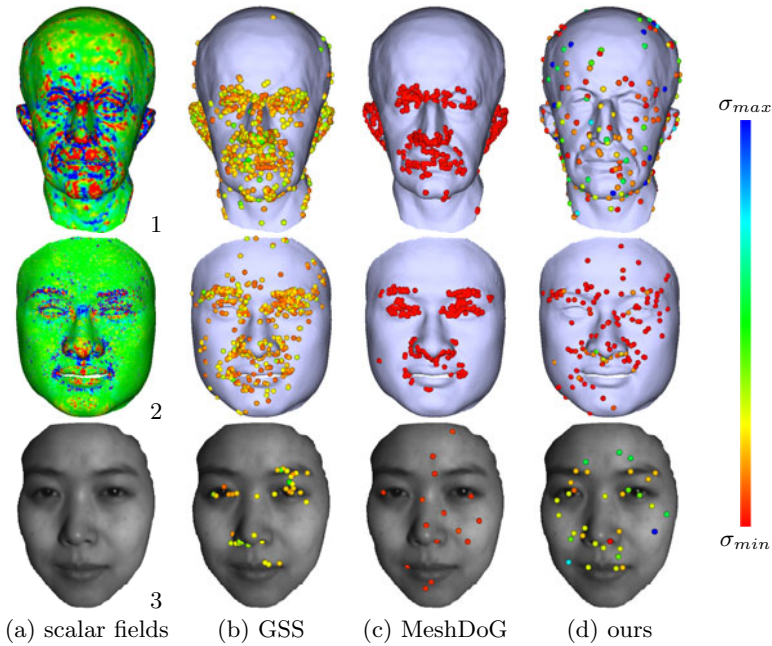 σmax
1
2
σmin
3
(a) scalar fields (b) GSS (c) MeshDoG (d) ours